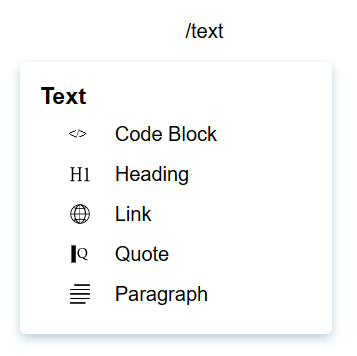 /text
Text
</> Code Block
H1 Heading
Link
Q Quote
Paragraph